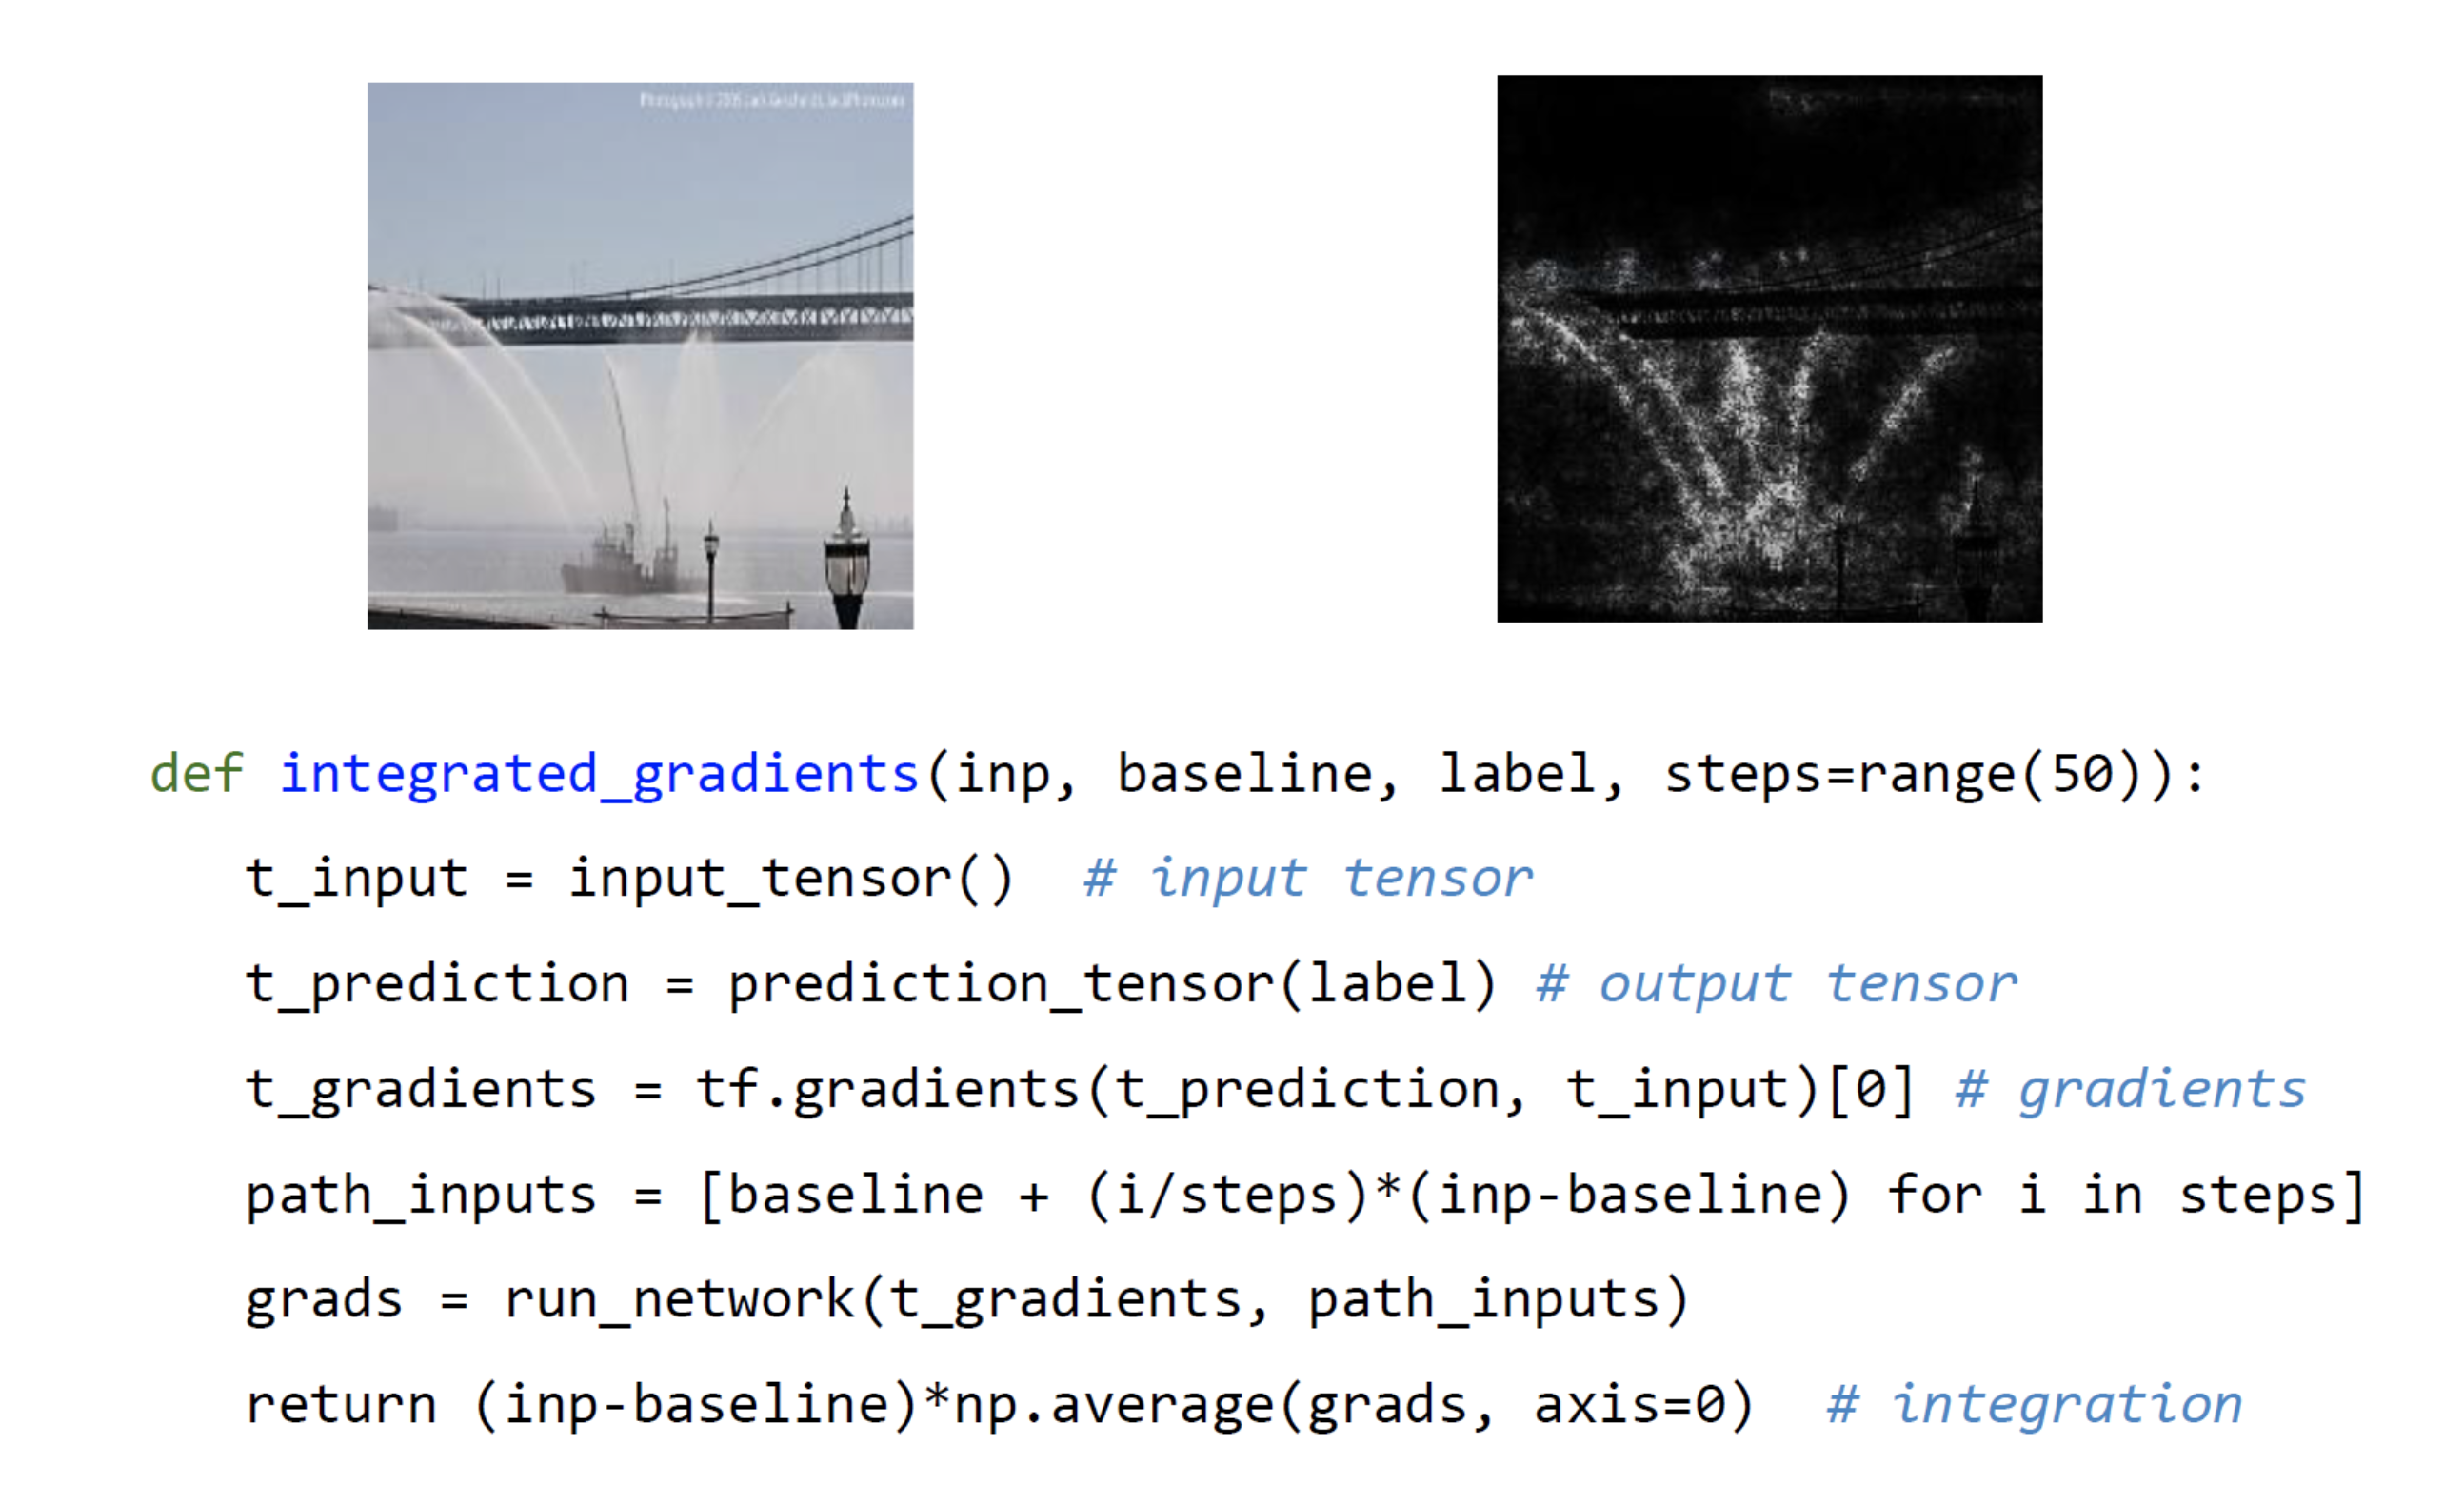 def integrated_gradients(inp, baseline, label, steps=range(50)):
t_input = input_tensor()  # input tensor
t_prediction = prediction_tensor(label) # output tensor
t_gradients = tf.gradients(t_prediction, t_input)[0] # gradients
path_inputs = [baseline + (i/steps)*(inp-baseline) for i in steps]
grads = run_network(t_gradients, path_inputs)
return (inp-baseline)*np.average(grads, axis=0)  # integration